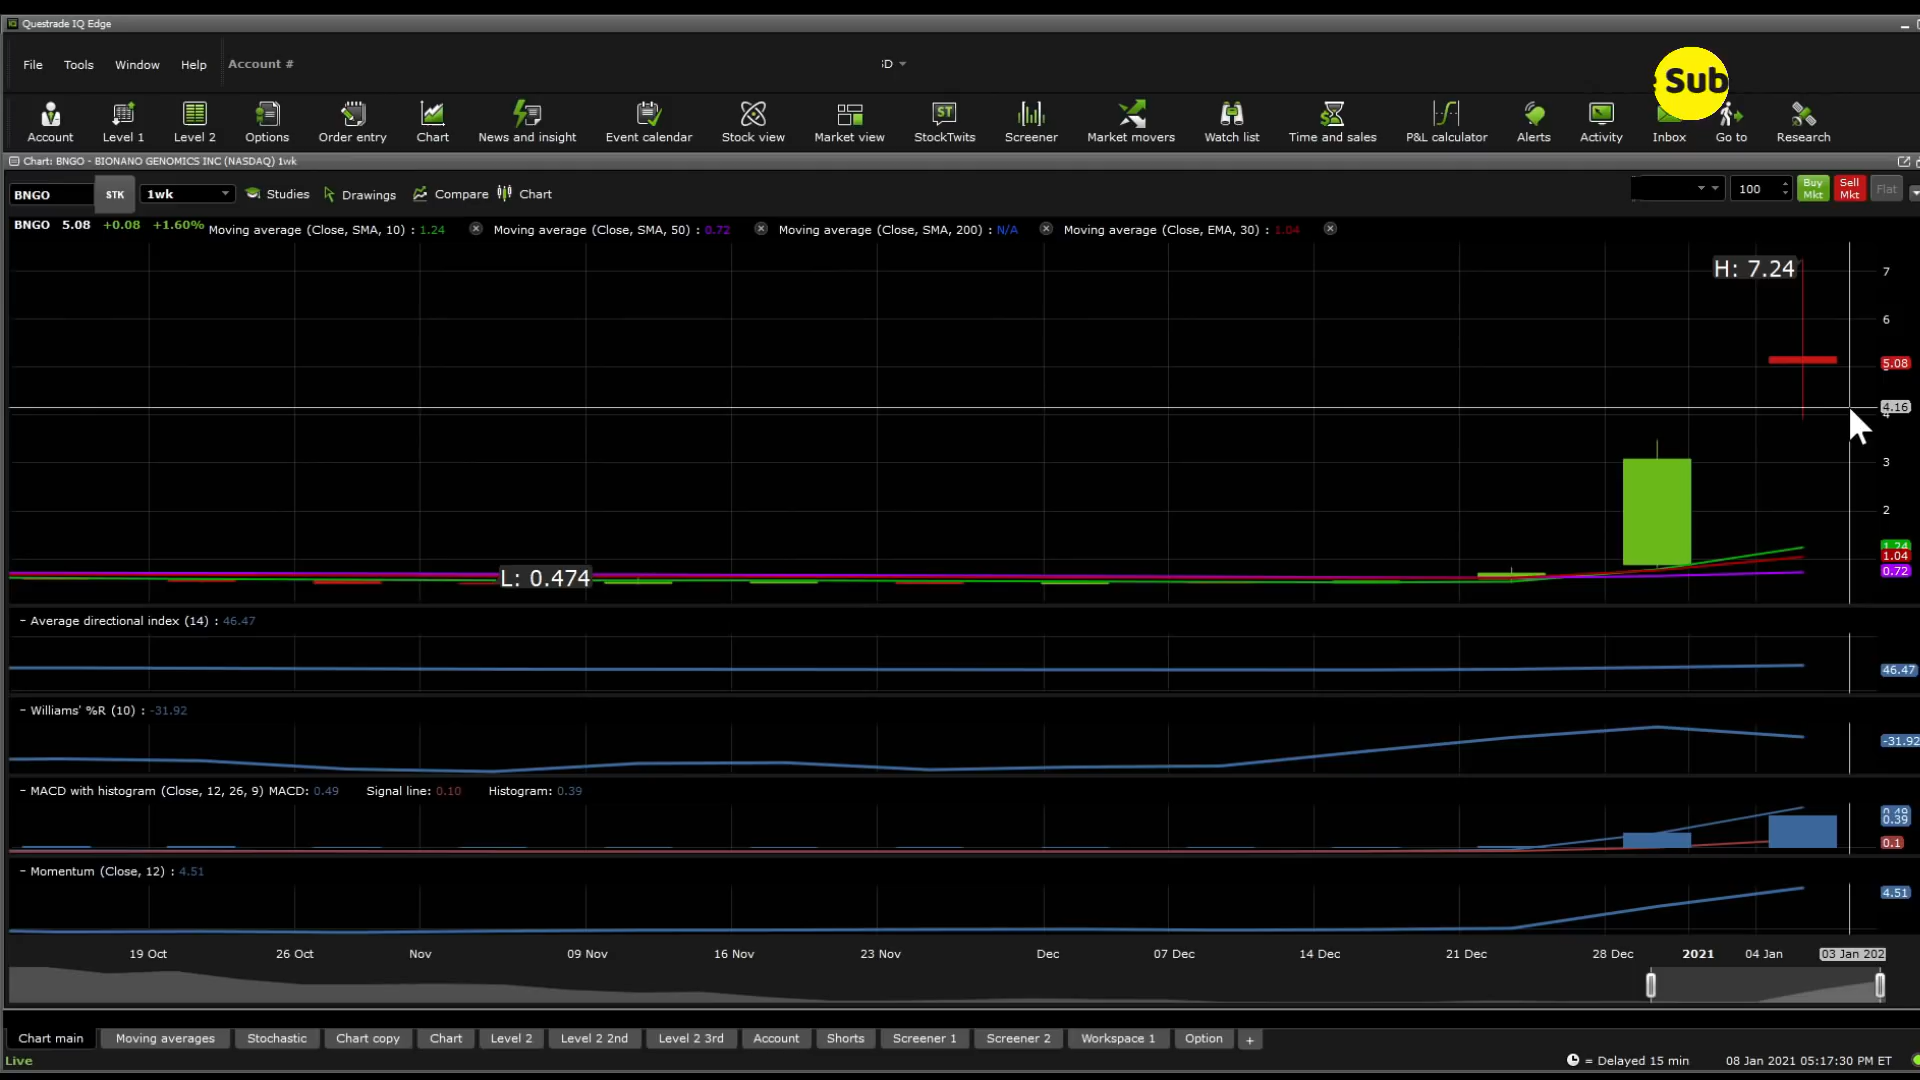 Questrade IQ Edge
File Tools Window Help Account #
Sub
Account Level 1 Level 2 Options Order entry Chart News and insight Event calendar Stock view Market view StockTwits Screener Market movers Watch list Time and sales P&L calculator Alerts Activity Inbox Go to Research
Chart: BNGO - BIONANO GENOMICS INC (NASDAQ) 1wk
BNGO STK 1wk Studies Drawings Compare Chart 100 Buy Mkt Sell Mkt Flat
BNGO 5.08 +0.08 +1.60% Moving average (Close, SMA, 10) : 1.24 Moving average (Close, SMA, 50) : 0.72 Moving average (Close, SMA, 200) : N/A Moving average (Close, EMA, 30) : 1.04
H: 7.24
7
6
5.08
4.16
4
3
2
1.24
1.04
0.72
L: 0.474
- Average directional index (14) : 46.47
46.47
- Williams' %R (10) : -31.92
-31.92
- MACD with histogram (Close, 12, 26, 9) MACD: 0.49 Signal line: 0.10 Histogram: 0.39
0.49
0.39
0.1
- Momentum (Close, 12) : 4.51
4.51
19 Oct 26 Oct Nov 09 Nov 16 Nov 23 Nov Dec 07 Dec 14 Dec 21 Dec 28 Dec 2021 04 Jan 03 Jan 202
Chart main Moving averages Stochastic Chart copy Chart Level 2 Level 2 2nd Level 2 3rd Account Shorts Screener 1 Screener 2 Workspace 1 Option +
Live
= Delayed 15 min 08 Jan 2021 05:17:30 PM ET